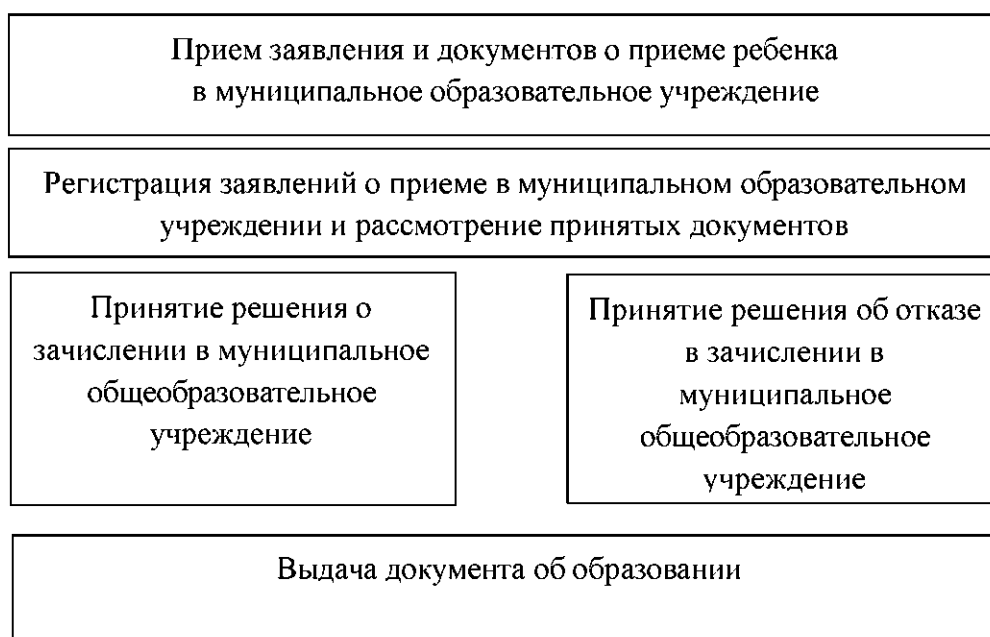 Прием заявления и документов о приеме ребенка
в муниципальное образовательное учреждение
Регистрация заявлений о приеме в муниципальном образовательном
учреждении и рассмотрение принятых документов
Принятие решения о
зачислении в муниципальное
общеобразовательное
учреждение
Принятие решения об отказе
в зачислении в
муниципальное
общеобразовательное
учреждение
Выдача документа об образовании